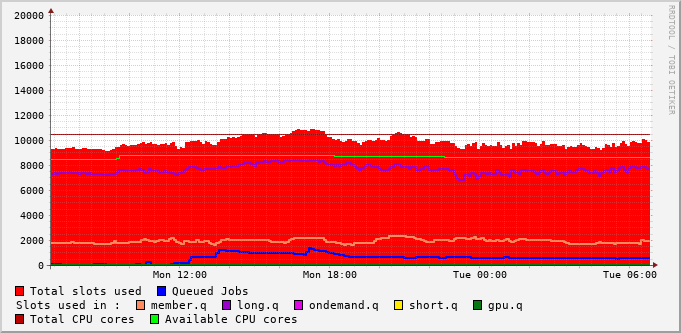 20000
18000
16000
14000
12000
10000
8000
6000
4000
2000
0
Mon 12:00 Mon 18:00 Tue 00:00 Tue 06:00
RRDTOOL / TOBI OETIKER
Total slots used Queued Jobs
Slots used in : member.q long.q ondemand.q short.q gpu.q
Total CPU cores Available CPU cores